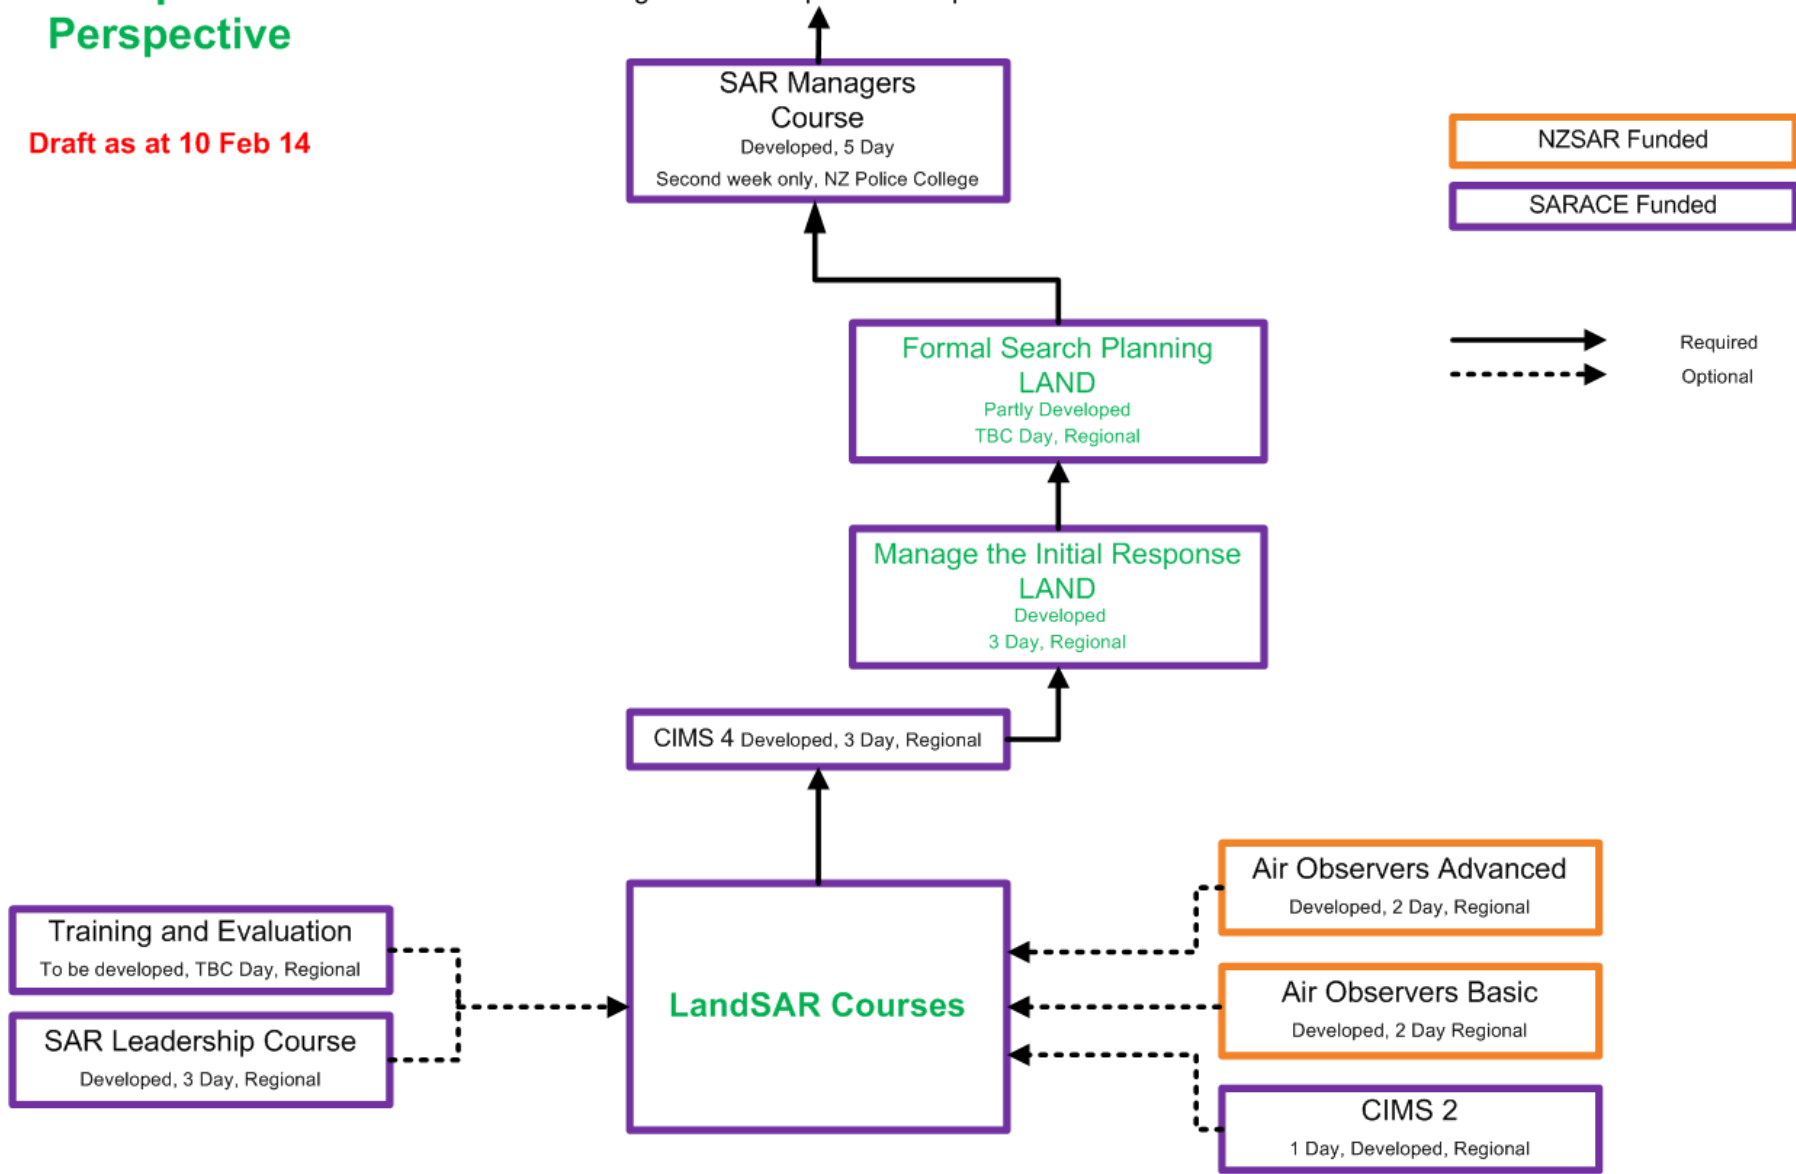 Perspective
Draft as at 10 Feb 14
SAR Managers
Course
Developed, 5 Day
Second week only, NZ Police College
NZSAR Funded
SARACE Funded
Required
Optional
Formal Search Planning
LAND
Partly Developed
TBC Day, Regional
Manage the Initial Response
LAND
Developed
3 Day, Regional
CIMS 4 Developed, 3 Day, Regional
Training and Evaluation
To be developed, TBC Day, Regional
SAR Leadership Course
Developed, 3 Day, Regional
LandSAR Courses
Air Observers Advanced
Developed, 2 Day, Regional
Air Observers Basic
Developed, 2 Day Regional
CIMS 2
1 Day, Developed, Regional